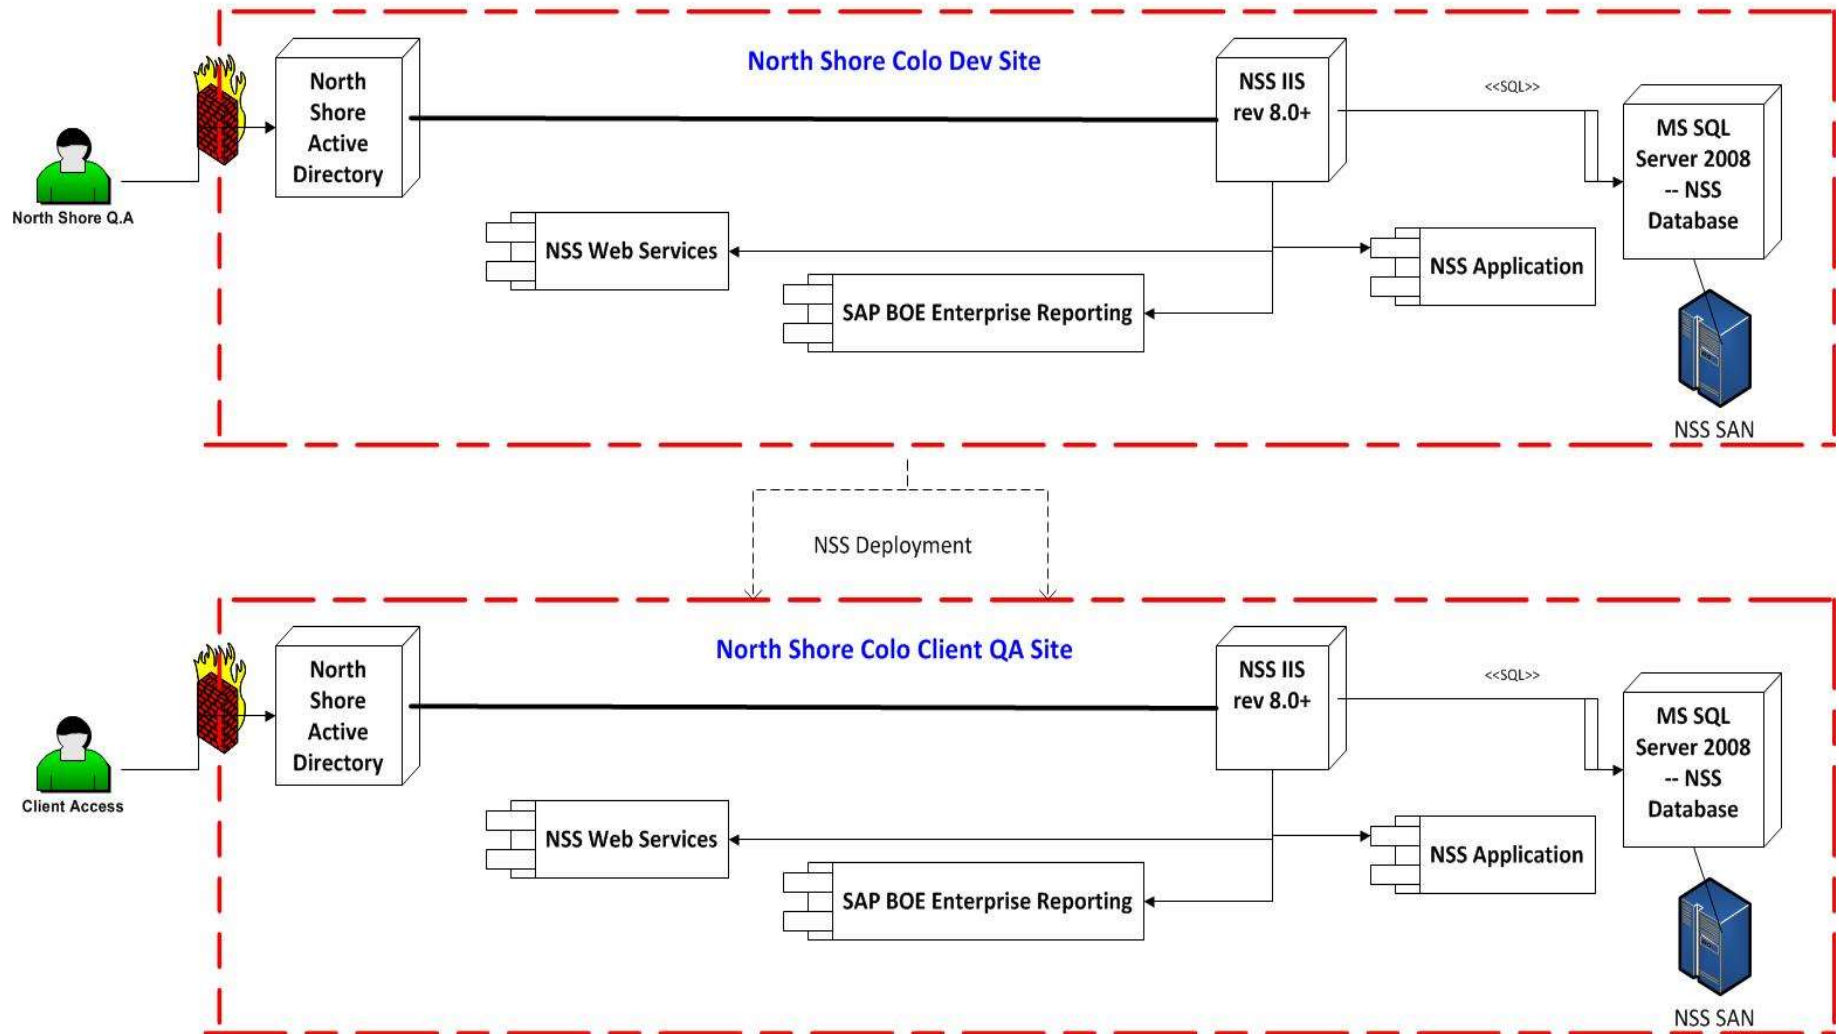 North Shore Colo Dev Site
North
Shore
Active
Directory
NSS IIS
rev 8.0+
<<SQL>>
MS SQL
Server 2008
-- NSS
Database
North Shore Q.A
NSS Web Services
NSS Application
SAP BOE Enterprise Reporting
NSS SAN
NSS Deployment
North Shore Colo Client QA Site
North
Shore
Active
Directory
NSS IIS
rev 8.0+
<<SQL>>
MS SQL
Server 2008
-- NSS
Database
Client Access
NSS Web Services
NSS Application
SAP BOE Enterprise Reporting
NSS SAN